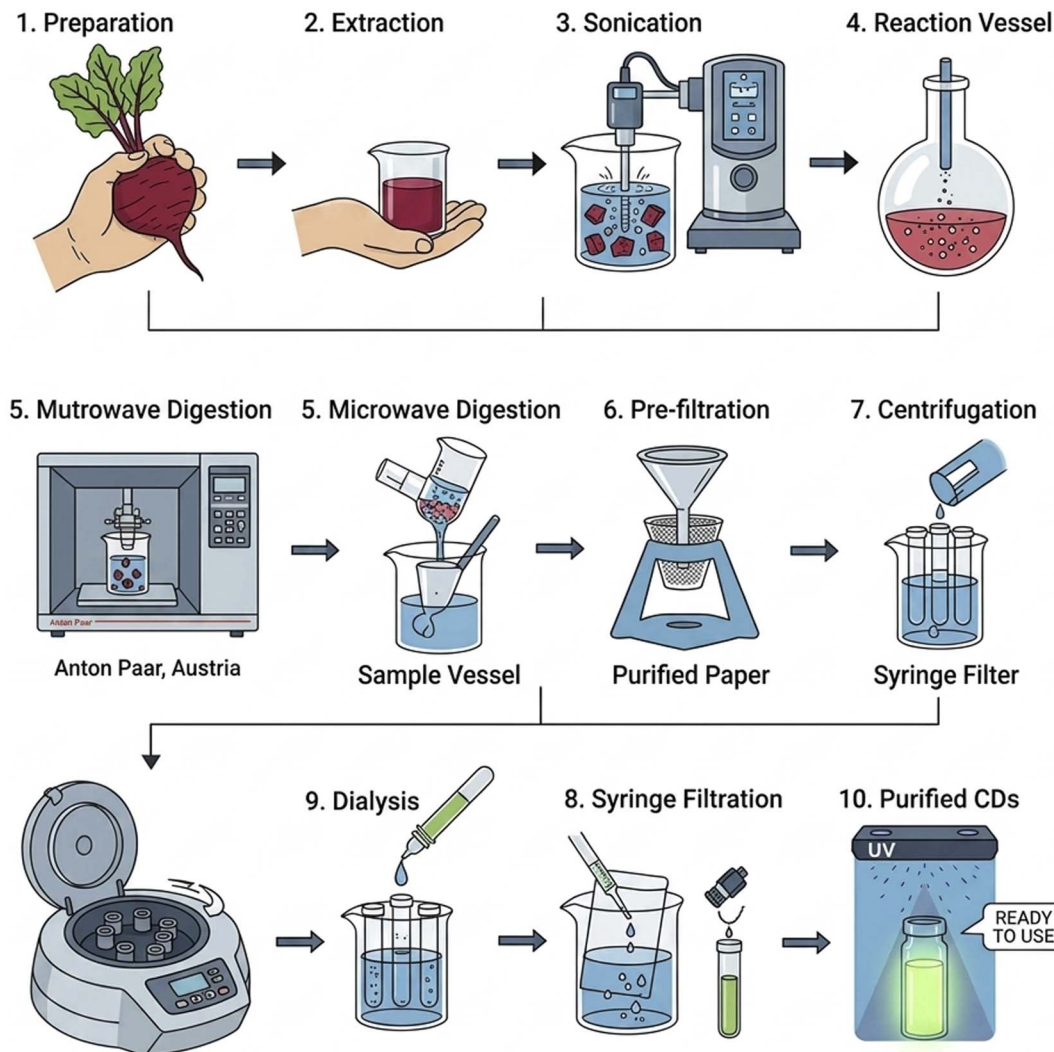 1. Preparation
2. Extraction
3. Sonication
4. Reaction Vessel
5. Mutrowave Digestion
5. Microwave Digestion
6. Pre-filtration
7. Centrifugation
Anton Paar
Anton Paar, Austria
Sample Vessel
Purified Paper
Syringe Filter
9. Dialysis
8. Syringe Filtration
10. Purified CDs
UV
READY
TO USE